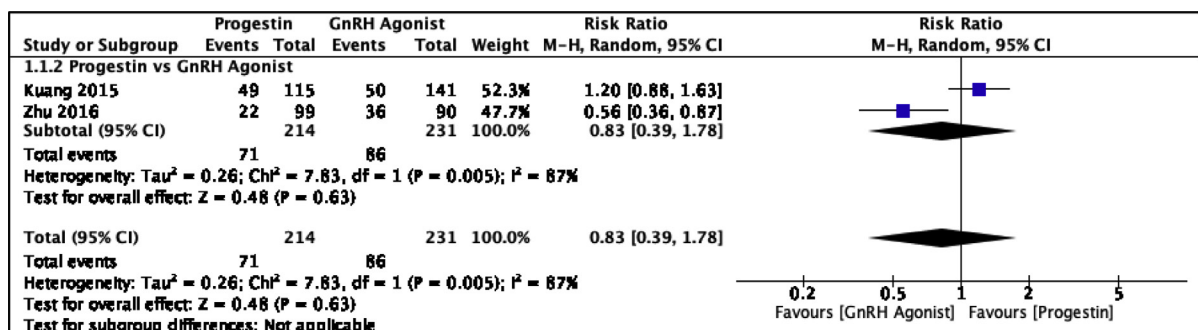 Progestin GnRH Agonist Risk Ratio Risk Ratio
Study or Subgroup Events Total Events Total Weight M-H, Random, 95% CI M-H, Random, 95% CI
1.1.2 Progestin vs GnRH Agonist
Kuang 2015 49 115 50 141 52.3% 1.20 [0.88, 1.63]
Zhu 2016 22 99 36 90 47.7% 0.56 [0.36, 0.87]
Subtotal (95% CI) 214 231 100.0% 0.83 [0.39, 1.78]
Total events 71 86
Heterogeneity: Tau² = 0.26; Chi² = 7.83, df = 1 (P = 0.005); I² = 87%
Test for overall effect: Z = 0.48 (P = 0.63)
Total (95% CI) 214 231 100.0% 0.83 [0.39, 1.78]
Total events 71 86
Heterogeneity: Tau² = 0.26; Chi² = 7.83, df = 1 (P = 0.005); I² = 87%
Test for overall effect: Z = 0.48 (P = 0.63)
Test for subgroup differences: Not applicable
0.2 0.5 1 2 5
Favours [GnRH Agonist] Favours [Progestin]